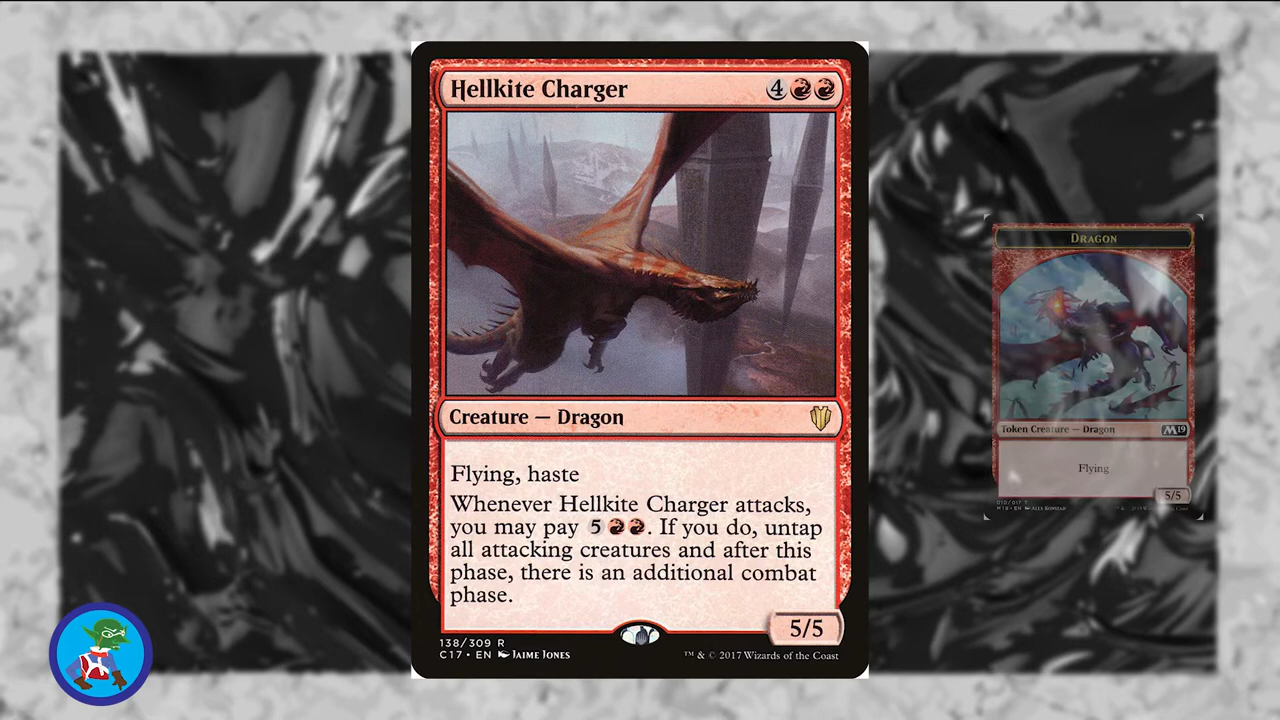 Hellkite Charger
4
Creature — Dragon
Flying, haste
Whenever Hellkite Charger attacks,
you may pay 5 . If you do, untap
all attacking creatures and after this
phase, there is an additional combat
phase.
5/5
138/309 R
C17 • EN JAIME JONES
™ & © 2017 Wizards of the Coast
DRAGON
Token Creature — Dragon
M19
Flying
5/5